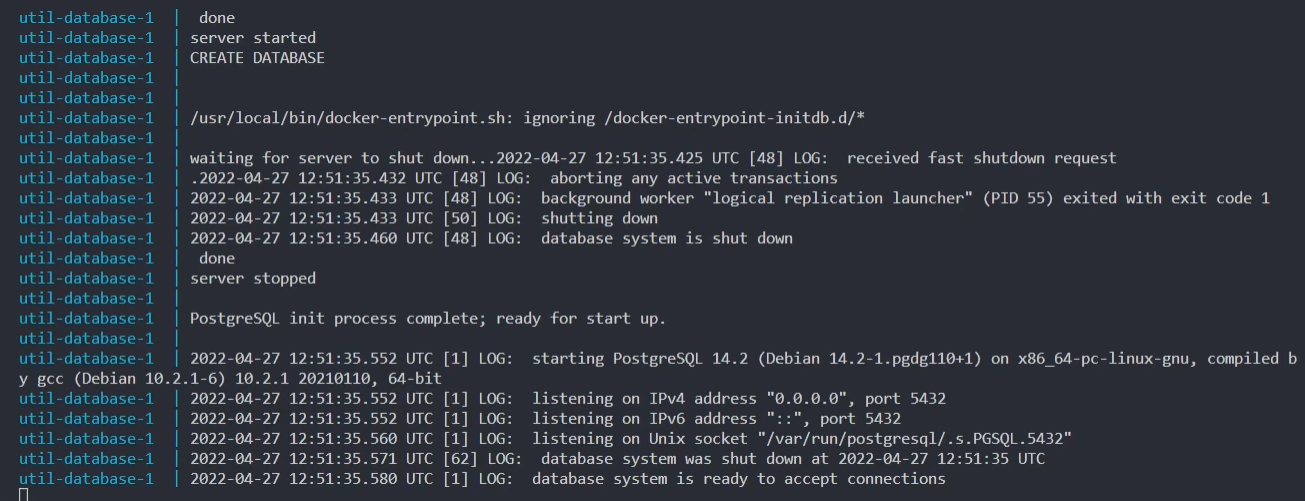 util-database-1  |  done
util-database-1  | server started
util-database-1  | CREATE DATABASE
util-database-1  |
util-database-1  |
util-database-1  | /usr/local/bin/docker-entrypoint.sh: ignoring /docker-entrypoint-initdb.d/*
util-database-1  |
util-database-1  | waiting for server to shut down...2022-04-27 12:51:35.425 UTC [48] LOG:  received fast shutdown request
util-database-1  | .2022-04-27 12:51:35.432 UTC [48] LOG:  aborting any active transactions
util-database-1  | 2022-04-27 12:51:35.433 UTC [48] LOG:  background worker "logical replication launcher" (PID 55) exited with exit code 1
util-database-1  | 2022-04-27 12:51:35.433 UTC [50] LOG:  shutting down
util-database-1  | 2022-04-27 12:51:35.460 UTC [48] LOG:  database system is shut down
util-database-1  |  done
util-database-1  | server stopped
util-database-1  |
util-database-1  | PostgreSQL init process complete; ready for start up.
util-database-1  |
util-database-1  | 2022-04-27 12:51:35.552 UTC [1] LOG:  starting PostgreSQL 14.2 (Debian 14.2-1.pgdg110+1) on x86_64-pc-linux-gnu, compiled b
y gcc (Debian 10.2.1-6) 10.2.1 20210110, 64-bit
util-database-1  | 2022-04-27 12:51:35.552 UTC [1] LOG:  listening on IPv4 address "0.0.0.0", port 5432
util-database-1  | 2022-04-27 12:51:35.552 UTC [1] LOG:  listening on IPv6 address "::", port 5432
util-database-1  | 2022-04-27 12:51:35.560 UTC [1] LOG:  listening on Unix socket "/var/run/postgresql/.s.PGSQL.5432"
util-database-1  | 2022-04-27 12:51:35.571 UTC [62] LOG:  database system was shut down at 2022-04-27 12:51:35 UTC
util-database-1  | 2022-04-27 12:51:35.580 UTC [1] LOG:  database system is ready to accept connections